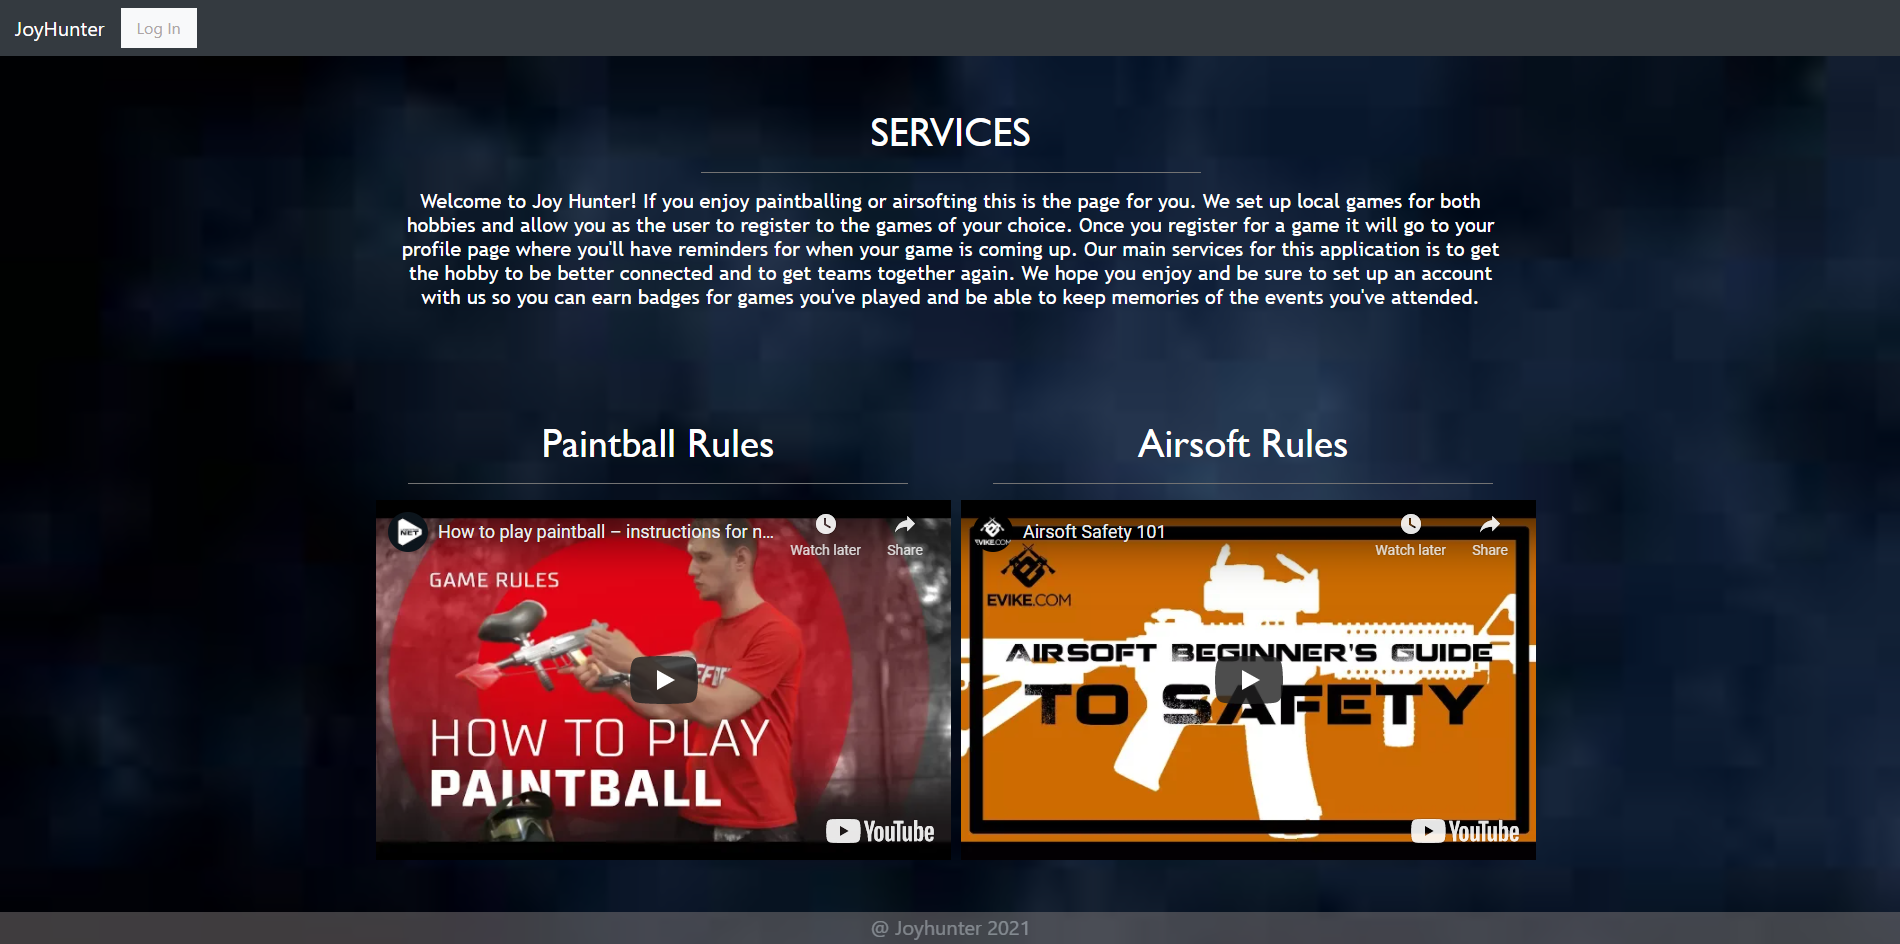 JoyHunter
Log In
SERVICES
Welcome to Joy Hunter! If you enjoy paintballing or airsofting this is the page for you. We set up local games for both
hobbies and allow you as the user to register to the games of your choice. Once you register for a game it will go to your
profile page where you'll have reminders for when your game is coming up. Our main services for this application is to get
the hobby to be better connected and to get teams together again. We hope you enjoy and be sure to set up an account
with us so you can earn badges for games you've played and be able to keep memories of the events you've attended.
Paintball Rules
NET
How to play paintball – instructions for n...
Watch later
Share
GAME RULES
HOW TO PLAY
PAINTBALL
YouTube
Airsoft Rules
EVIKE.COM
Airsoft Safety 101
Watch later
Share
EVIKE.COM
AIRSOFT BEGINNER'S GUIDE
TO SAFETY
YouTube
@ Joyhunter 2021